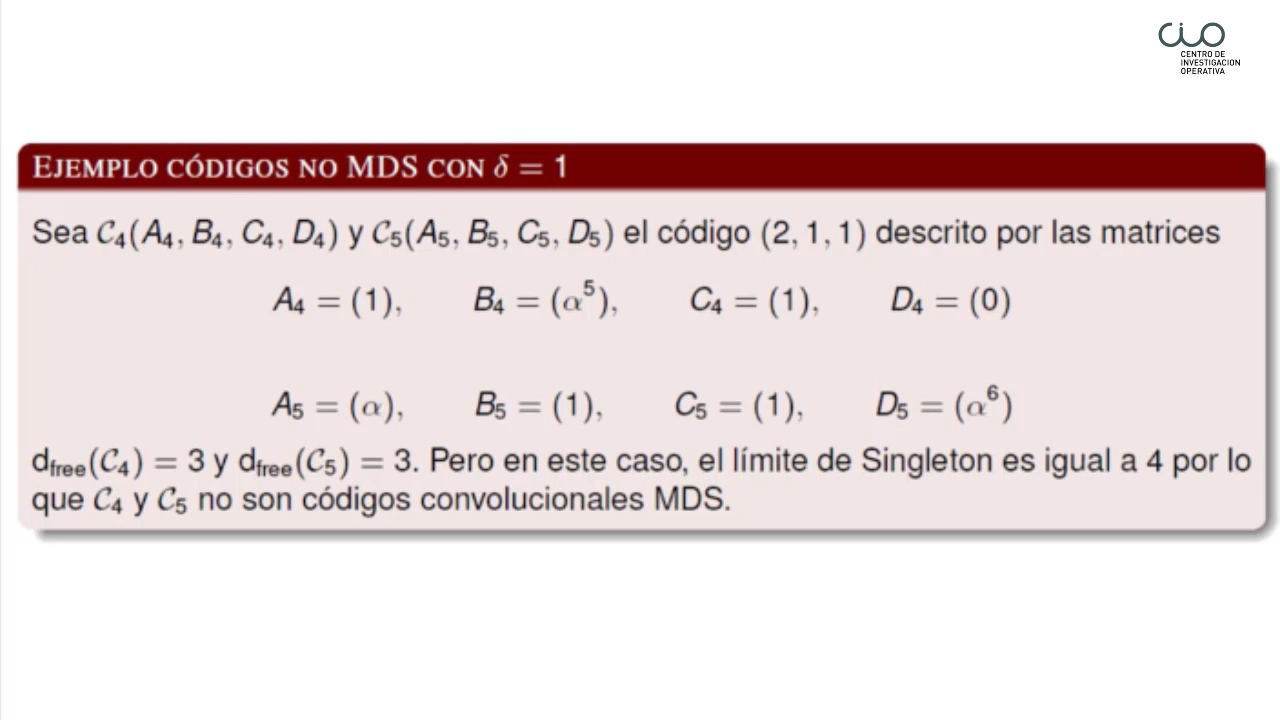 CIO
CENTRO DE
INVESTIGACION
OPERATIVA
EJEMPLO CÓDIGOS NO MDS CON δ = 1
Sea 𝒞₄(A₄, B₄, C₄, D₄) y 𝒞₅(A₅, B₅, C₅, D₅) el código (2, 1, 1) descrito por las matrices
A₄ = (1), B₄ = (α⁵), C₄ = (1), D₄ = (0)
A₅ = (α), B₅ = (1), C₅ = (1), D₅ = (α⁶)
d_free(𝒞₄) = 3 y d_free(𝒞₅) = 3. Pero en este caso, el límite de Singleton es igual a 4 por lo
que 𝒞₄ y 𝒞₅ no son códigos convolucionales MDS.